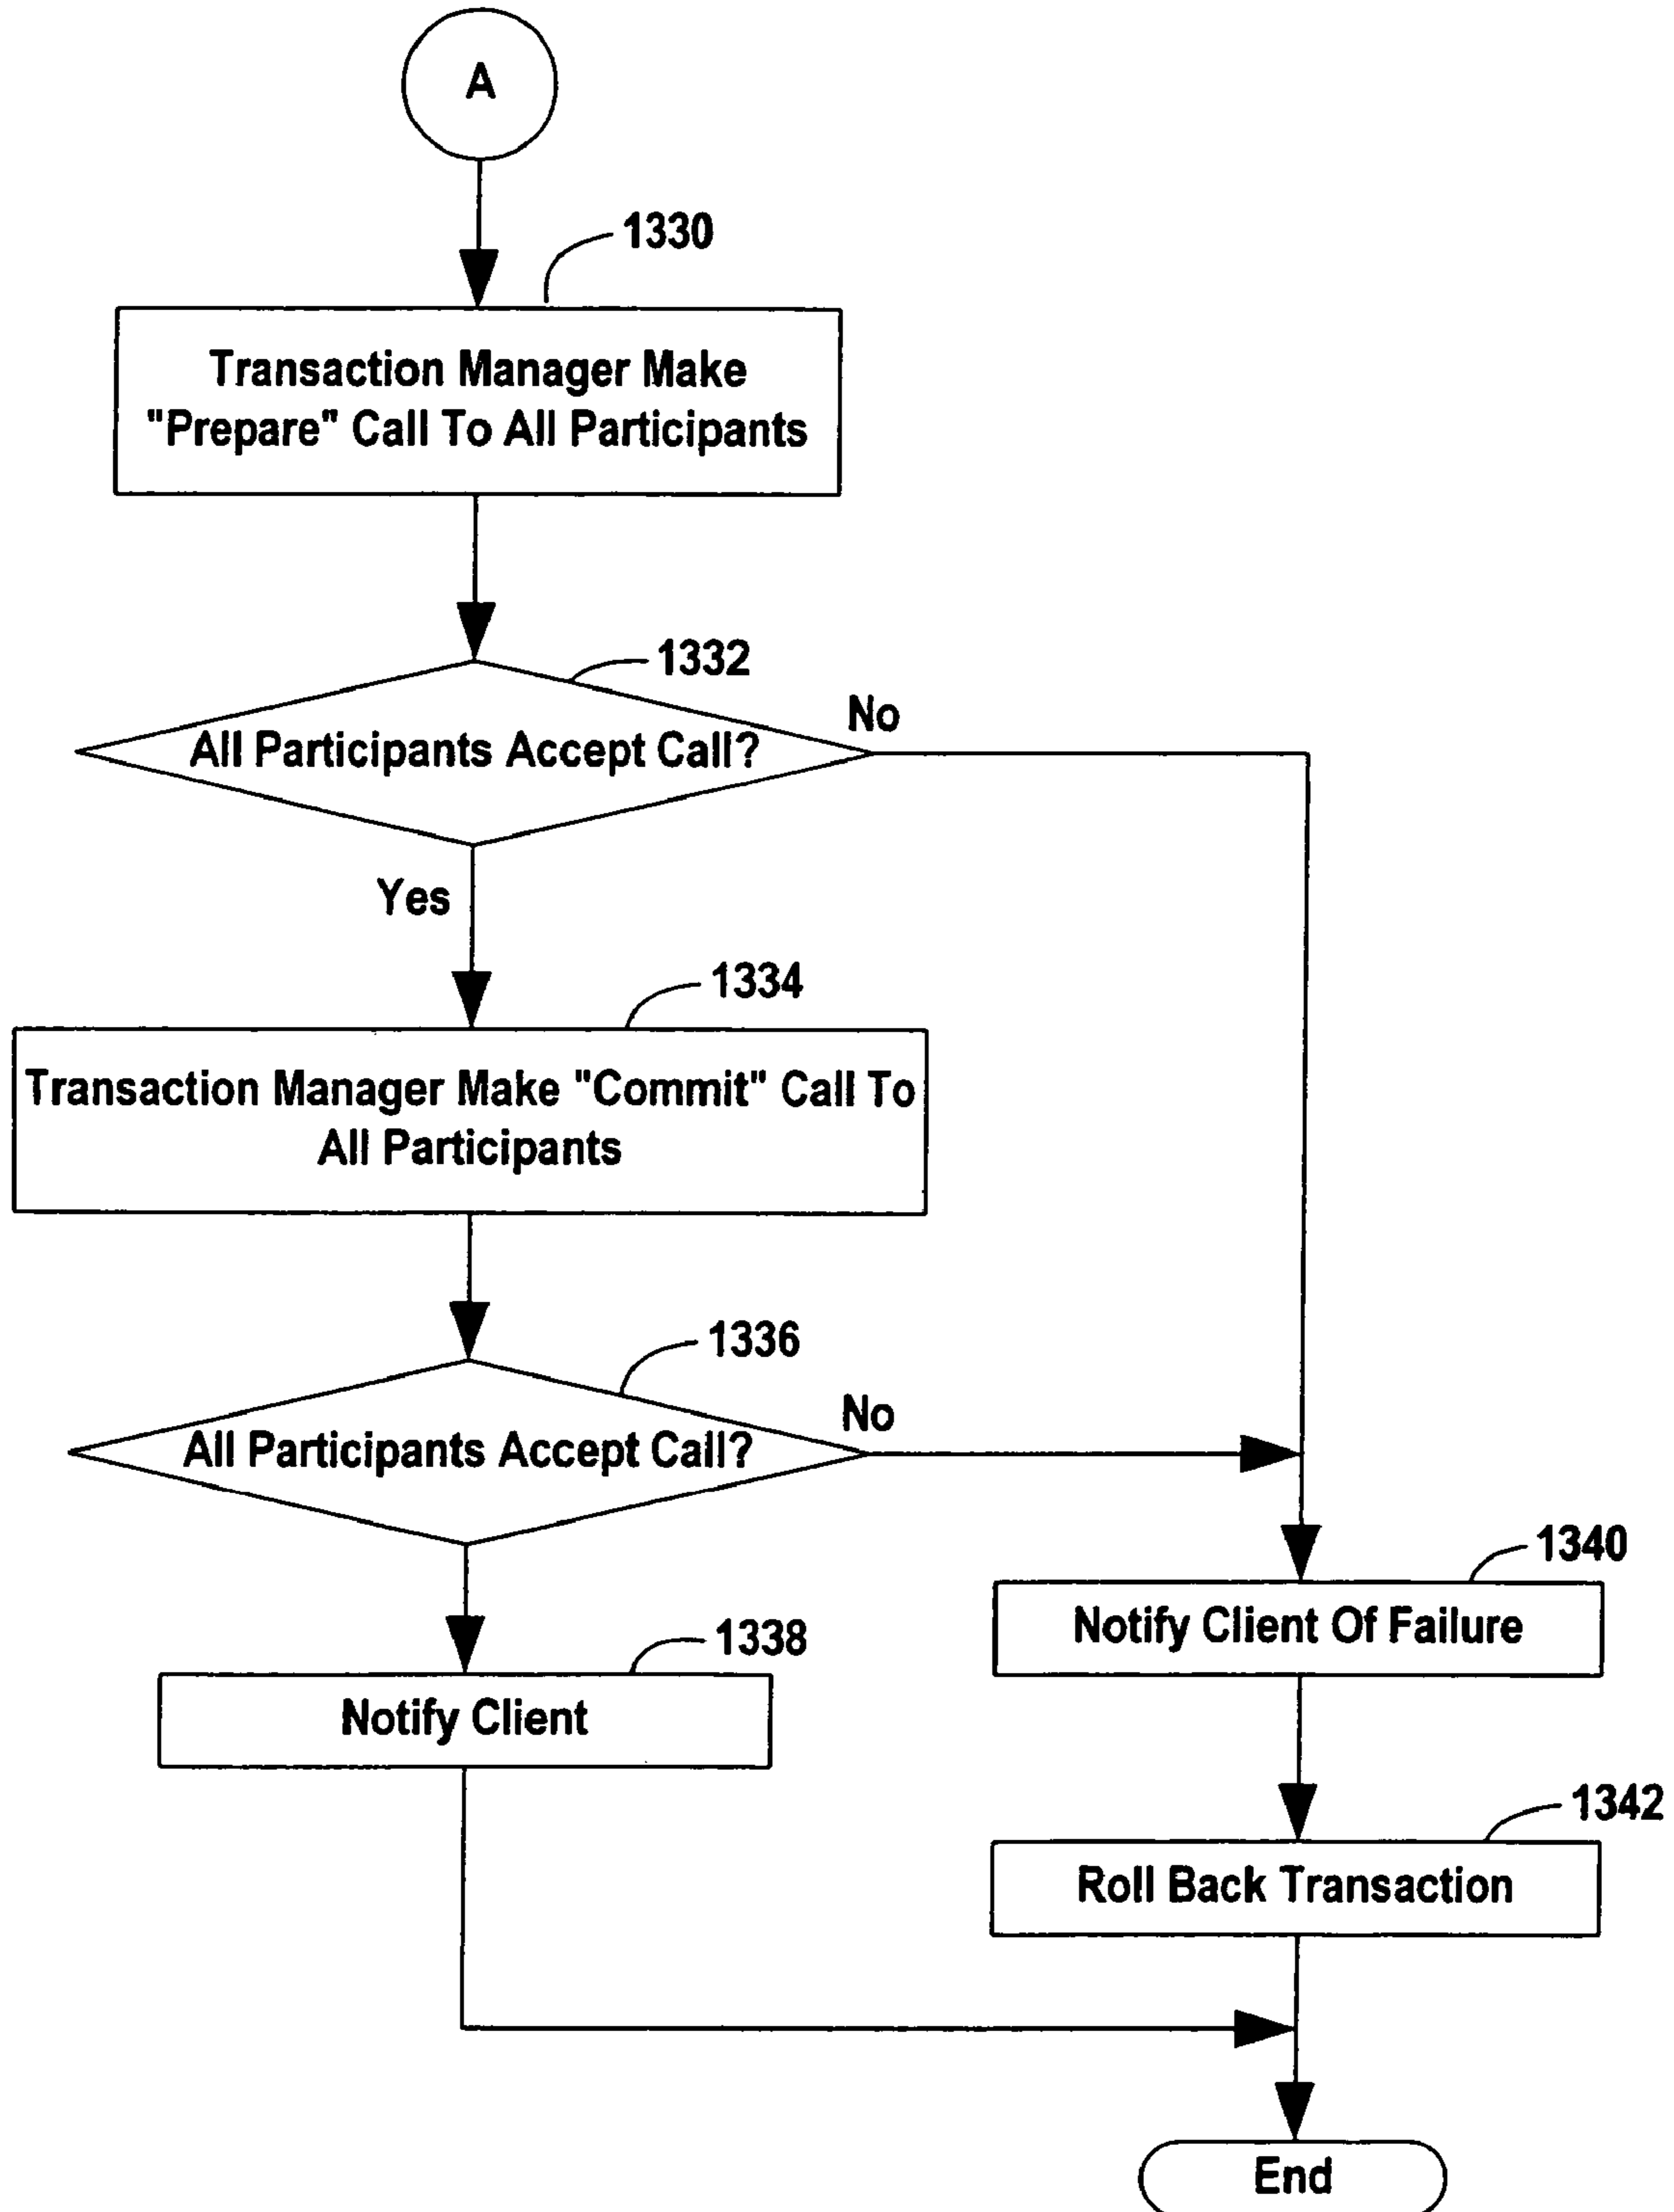 A
1330
Transaction Manager Make
"Prepare" Call To All Participants
1332
All Participants Accept Call?
No
Yes
1334
Transaction Manager Make "Commit" Call To
All Participants
1336
All Participants Accept Call?
No
1340
Notify Client Of Failure
1338
Notify Client
1342
Roll Back Transaction
End